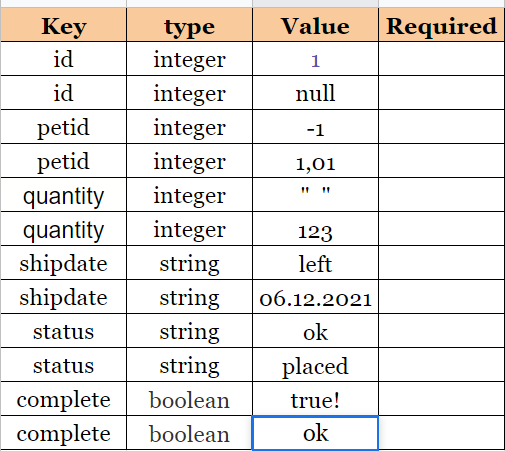 Key type Value Required
id integer 1
id integer null
petid integer -1
petid integer 1,01
quantity integer " "
quantity integer 123
shipdate string left
shipdate string 06.12.2021
status string ok
status string placed
complete boolean true!
complete boolean ok